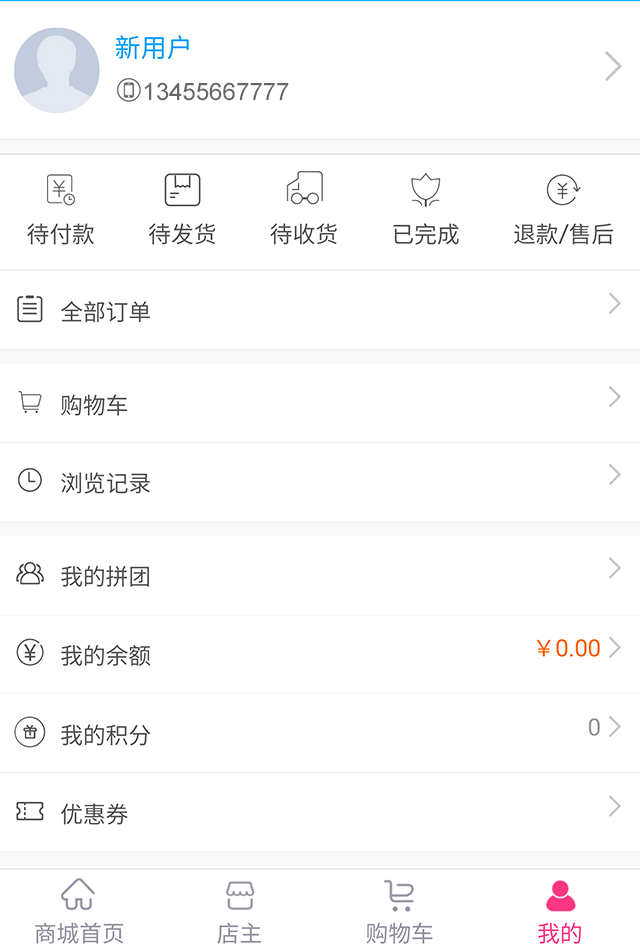 新用户
13455667777
待付款 待发货 待收货 已完成 退款/售后
全部订单
购物车
浏览记录
我的拼团
我的余额 ￥0.00
我的积分 0
优惠券
商城首页 店主 购物车 我的